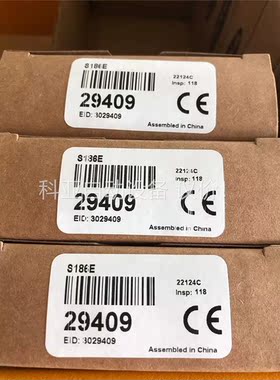 S186E
29409
EID: 3029409
22124C
Insp: 118
CE
Assembled in China
S186E
29409
EID: 3029409
22124C
Insp: 118
CE
Assembled in China
S186E
29409
EID: 3029409
22124C
Insp: 118
CE
Assembled in China